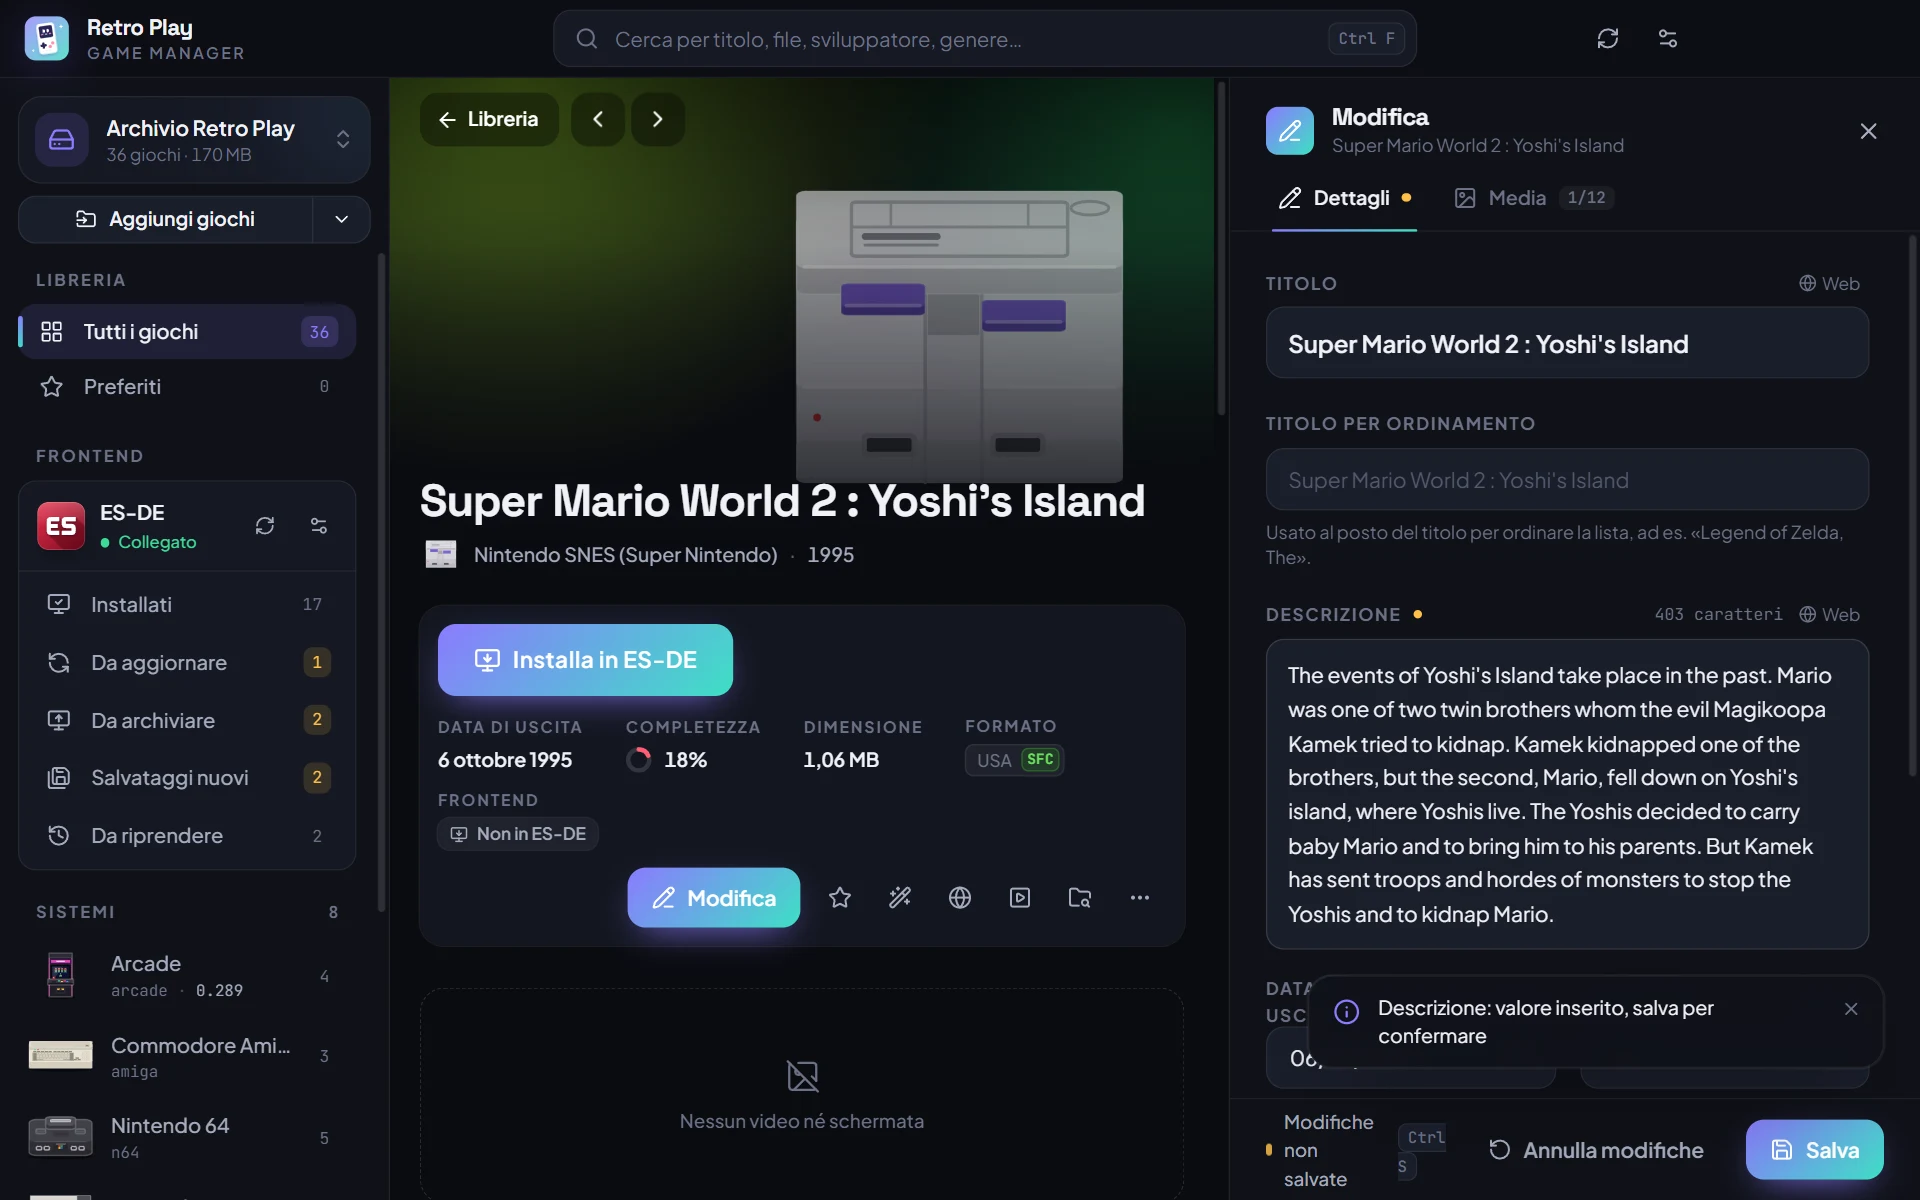 Retro Play
GAME MANAGER
Cerca per titolo, file, sviluppatore, genere...
Ctrl F
Archivio Retro Play
36 giochi · 170 MB
Aggiungi giochi
LIBRERIA
Tutti i giochi
36
Preferiti
0
FRONTEND
ES
ES-DE
Collegato
Installati
17
Da aggiornare
1
Da archiviare
2
Salvataggi nuovi
2
Da riprendere
2
SISTEMI
8
Arcade
arcade · 0.289
4
Commodore Ami...
amiga
3
Nintendo 64
n64
5
Libreria
Super Mario World 2 : Yoshi's Island
Nintendo SNES (Super Nintendo) · 1995
Installa in ES-DE
DATA DI USCITA
6 ottobre 1995
COMPLETEZZA
18%
DIMENSIONE
1,06 MB
FORMATO
USA SFC
FRONTEND
Non in ES-DE
Modifica
Nessun video né schermata
Modifica
Super Mario World 2 : Yoshi's Island
Dettagli
Media
1/12
TITOLO
Web
Super Mario World 2 : Yoshi's Island
TITOLO PER ORDINAMENTO
Super Mario World 2 : Yoshi's Island
Usato al posto del titolo per ordinare la lista, ad es. «Legend of Zelda,
The».
DESCRIZIONE
403 caratteri
Web
The events of Yoshi's Island take place in the past. Mario
was one of two twin brothers whom the evil Magikoopa
Kamek tried to kidnap. Kamek kidnapped one of the
brothers, but the second, Mario, fell down on Yoshi's
island, where Yoshis live. The Yoshis decided to carry
baby Mario and to bring him to his parents. But Kamek
has sent troops and hordes of monsters to stop the
Yoshis and to kidnap Mario.
DATA
Descrizione: valore inserito, salva per
confermare
Modifiche
non
salvate
Ctrl
S
Annulla modifiche
Salva